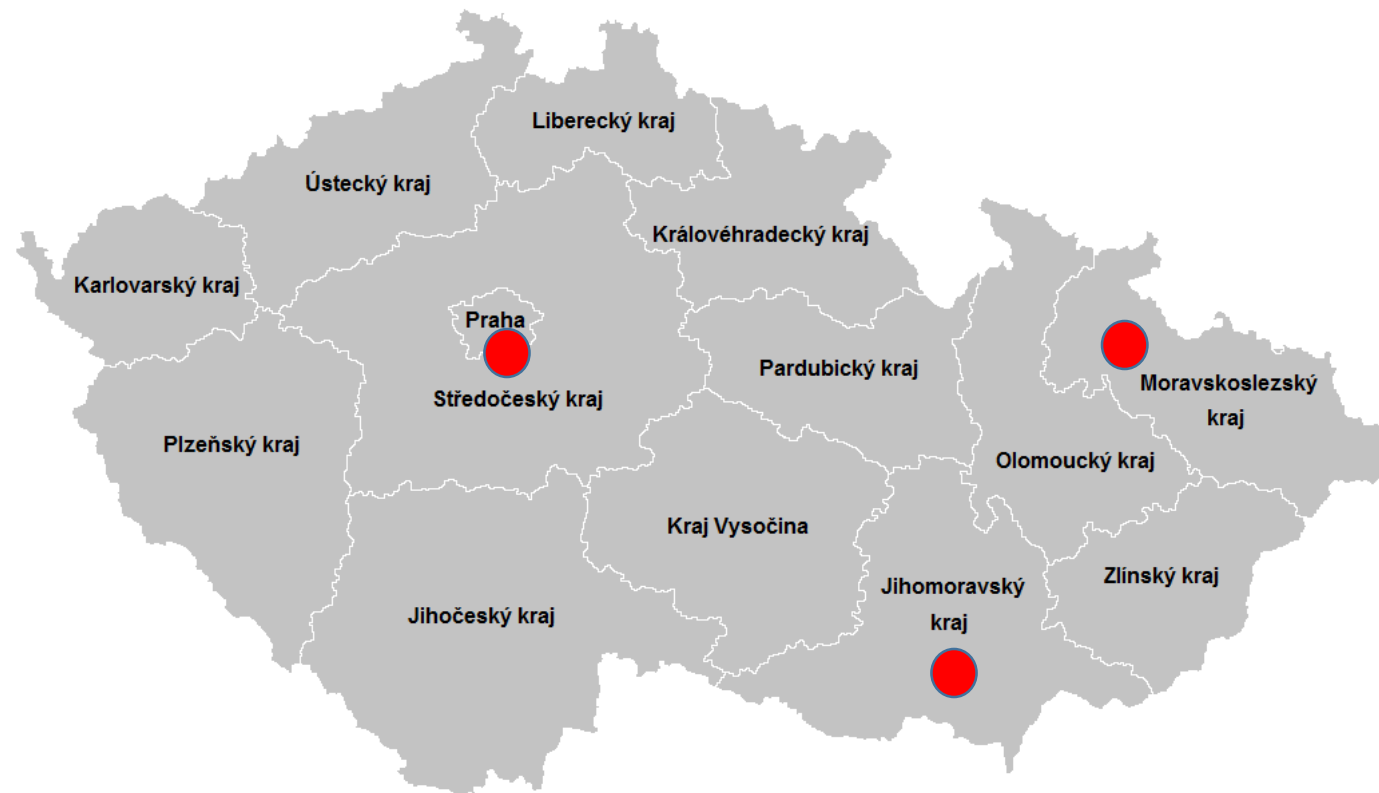 Liberecký kraj
Ústecký kraj
Královéhradecký kraj
Karlovarský kraj
Praha
Pardubický kraj
Moravskoslezský
kraj
Středočeský kraj
Plzeňský kraj
Olomoucký kraj
Kraj Vysočina
Zlínský kraj
Jihomoravský
kraj
Jihočeský kraj